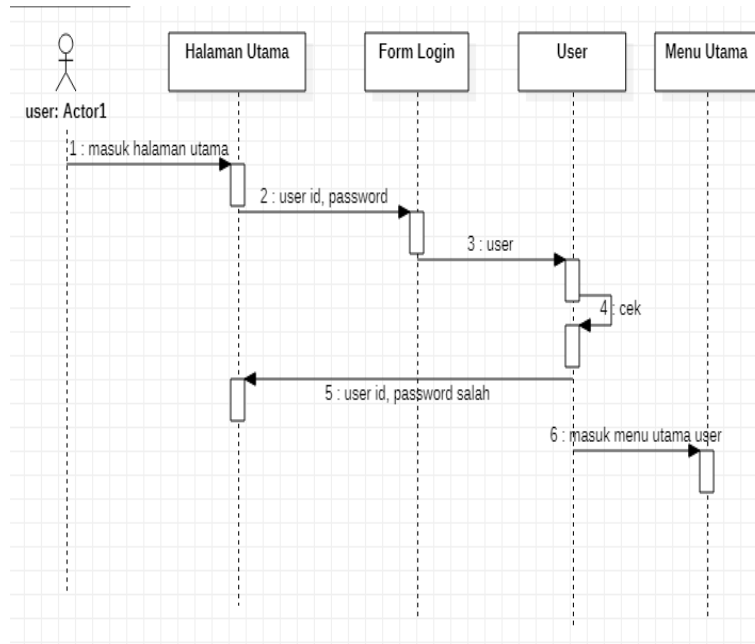 Halaman Utama
Form Login
User
Menu Utama
user: Actor1
1 : masuk halaman utama
2 : user id, password
3 : user
4 : cek
5 : user id, password salah
6 : masuk menu utama user